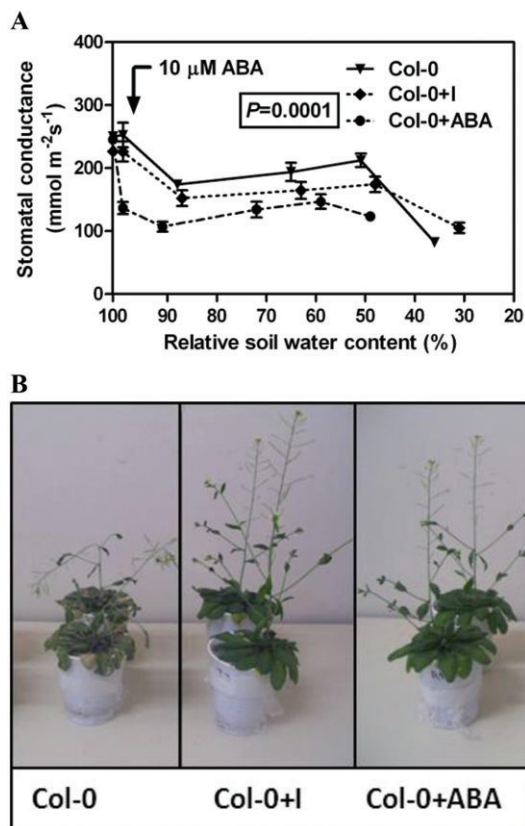 A
10 μM ABA
P=0.0001
Col-0
Col-0+I
Col-0+ABA
Stomatal conductance
(mmol m-2s-1)
400
300
200
100
0
100 90 80 70 60 50 40 30 20
Relative soil water content (%)
B
Col-0 Col-0+I Col-0+ABA